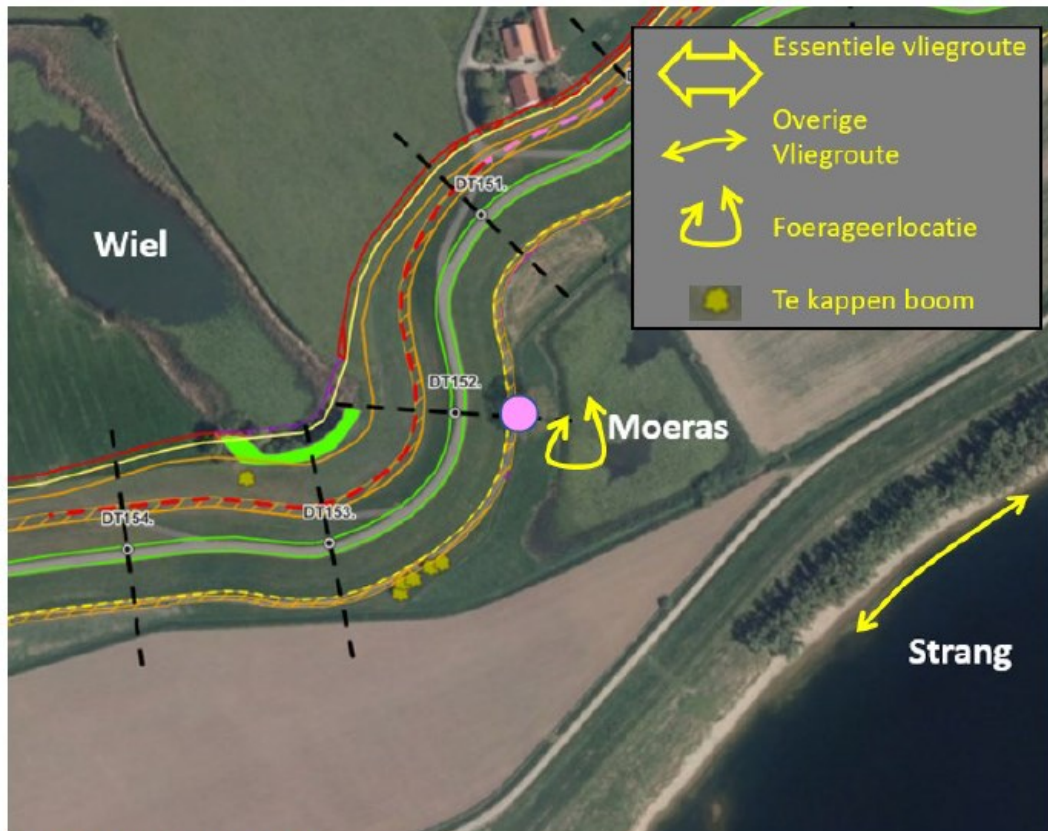 Essentiele vliegroute
Overige
Vliegroute
Foerageerlocatie
Te kappen boom
DT151.
Wiel
DT152.
Moeras
DT154.
DT153.
Strang